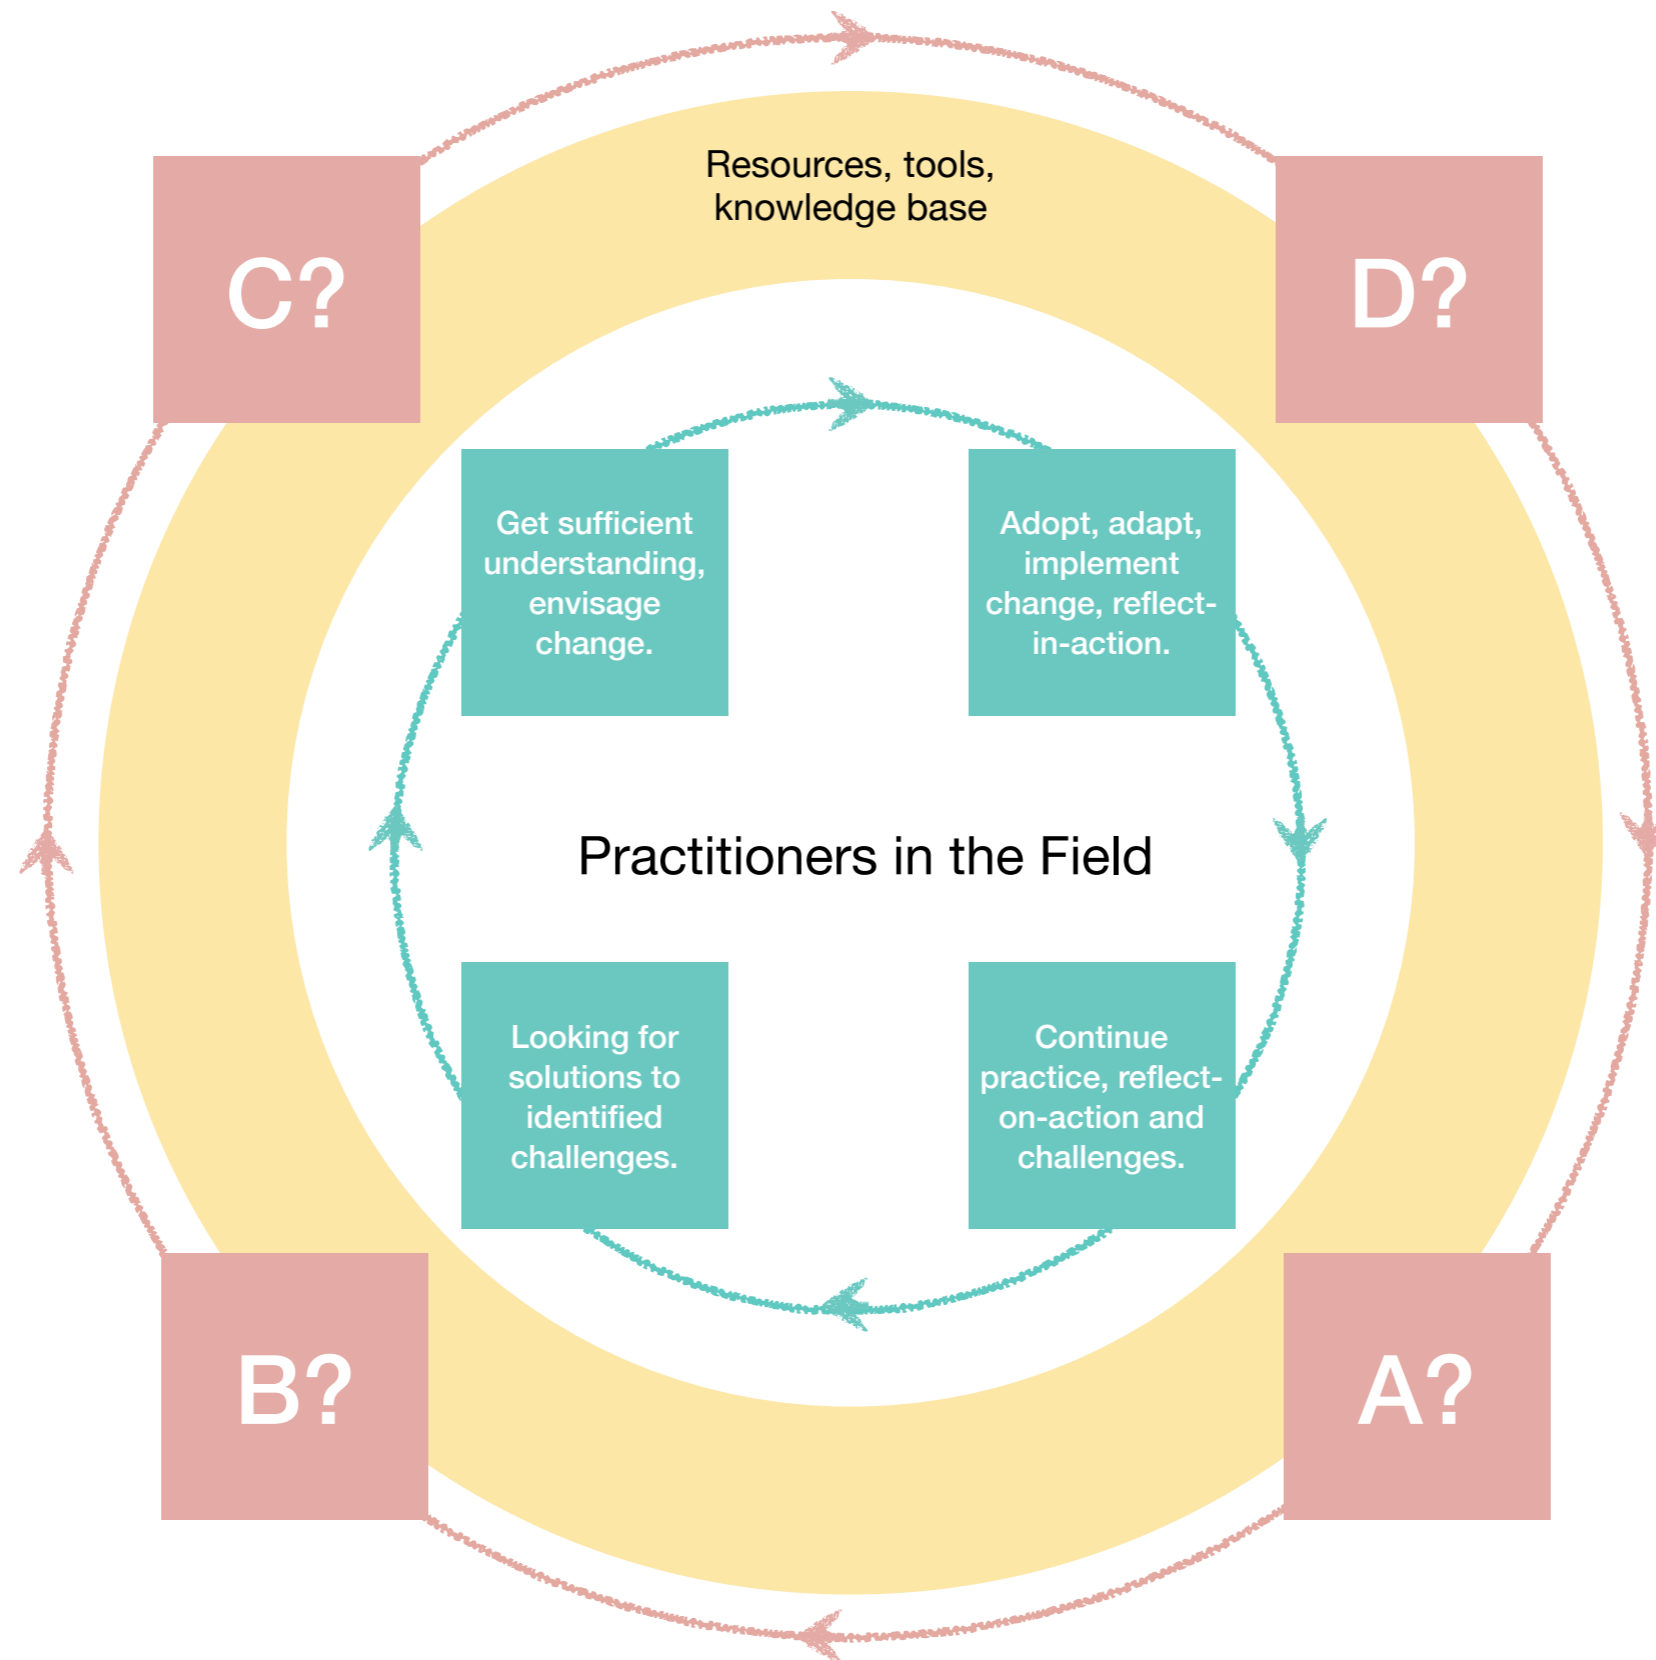 Resources, tools,
knowledge base
C?
D?
Get sufficient
understanding,
envisage
change.
Adopt, adapt,
implement
change, reflect-
in-action.
Practitioners in the Field
Looking for
solutions to
identified
challenges.
Continue
practice, reflect-
on-action and
challenges.
B?
A?